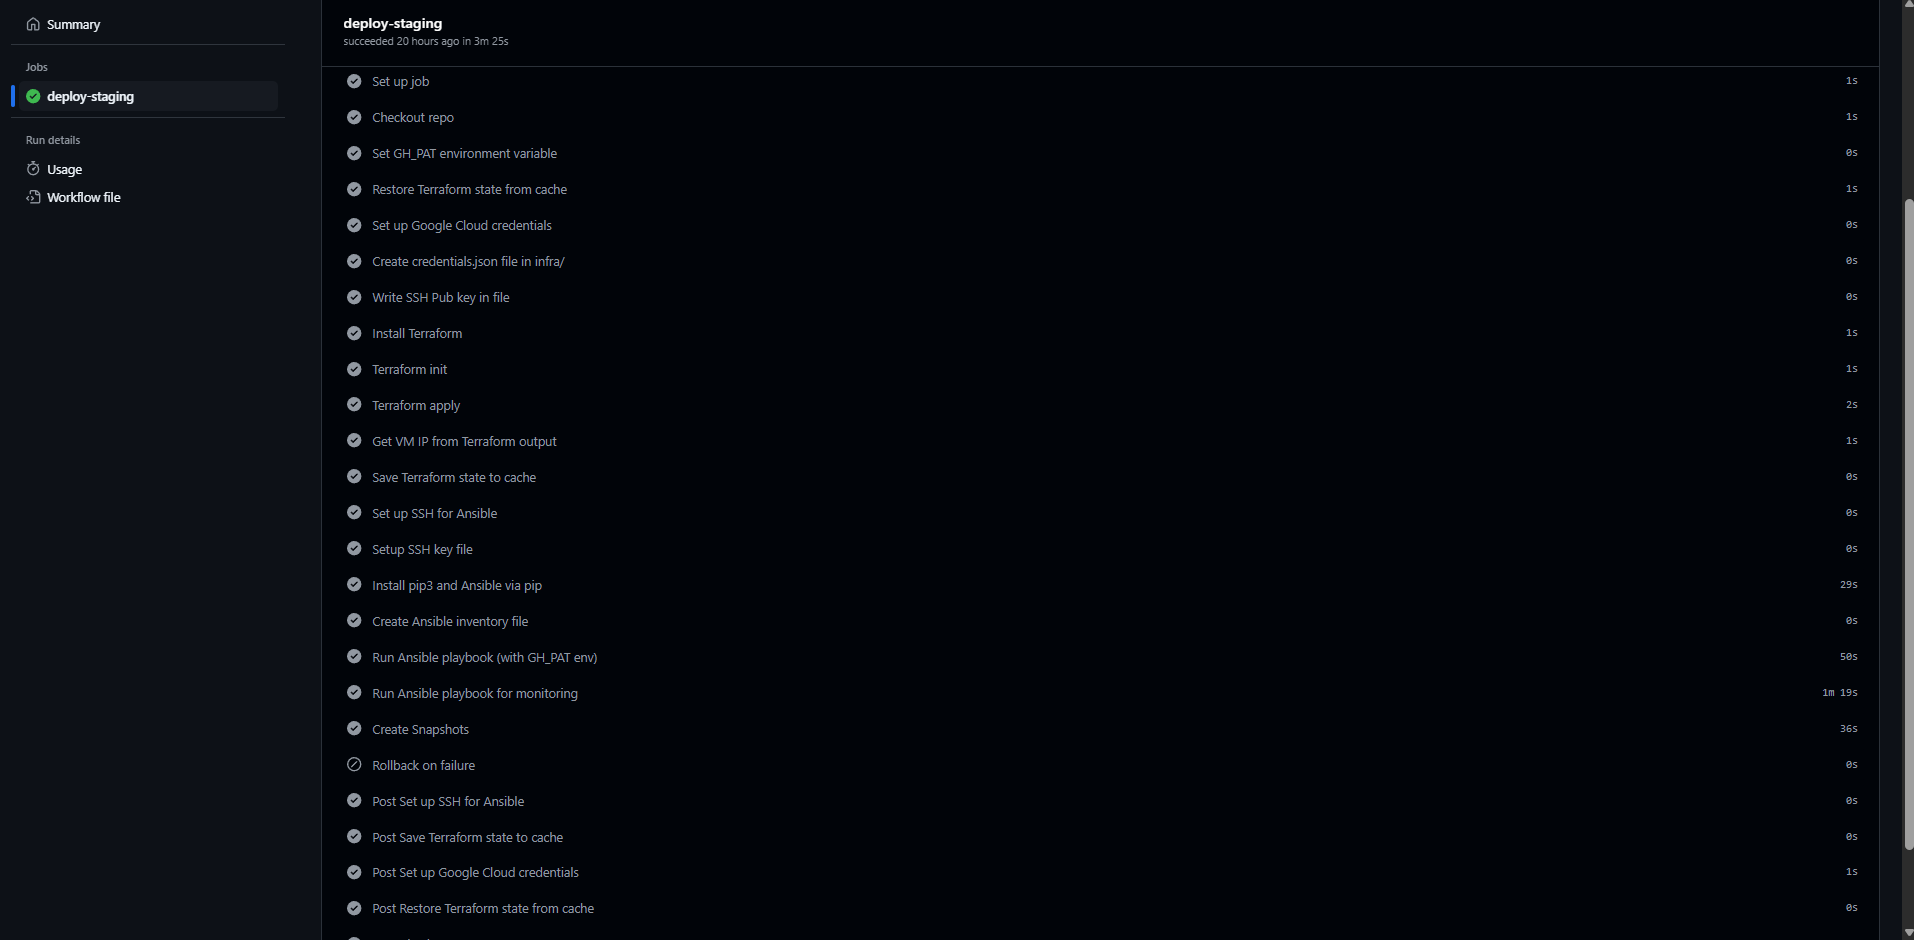 Summary
Jobs
deploy-staging
Run details
Usage
Workflow file
deploy-staging
succeeded 20 hours ago in 3m 25s
Set up job 1s
Checkout repo 1s
Set GH_PAT environment variable 0s
Restore Terraform state from cache 1s
Set up Google Cloud credentials 0s
Create credentials.json file in infra/ 0s
Write SSH Pub key in file 0s
Install Terraform 1s
Terraform init 1s
Terraform apply 2s
Get VM IP from Terraform output 1s
Save Terraform state to cache 0s
Set up SSH for Ansible 0s
Setup SSH key file 0s
Install pip3 and Ansible via pip 29s
Create Ansible inventory file 0s
Run Ansible playbook (with GH_PAT env) 50s
Run Ansible playbook for monitoring 1m 19s
Create Snapshots 36s
Rollback on failure 0s
Post Set up SSH for Ansible 0s
Post Save Terraform state to cache 0s
Post Set up Google Cloud credentials 1s
Post Restore Terraform state from cache 0s